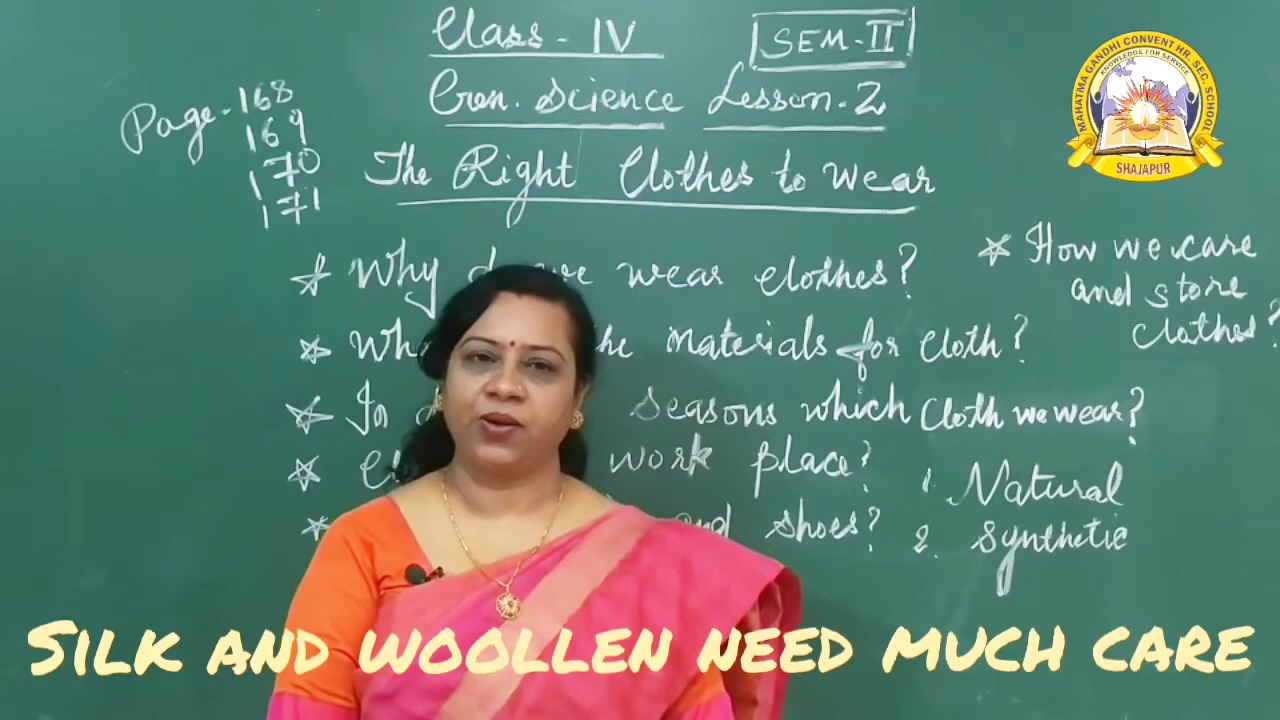 Class - IV
SEM-II
Gen. Science Lesson-2
Page-168
169
170
171
The Right Clothes to wear
Why we wear clothes?
the materials for cloth?
In seasons which cloth we wear?
work place?
and shoes?
How we care
and store
clothes?
1. Natural
2. Synthetic
MAHATMA GANDHI CONVENT HR. SEC. SCHOOL
KNOWLEDGE FOR SERVICE
SHAJAPUR
SILK AND WOOLLEN NEED MUCH CARE